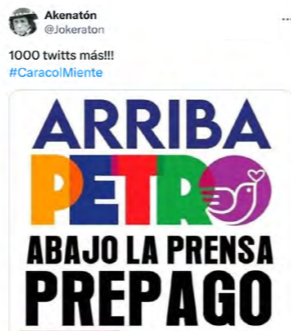 Akenatón
@Jokeraton
1000 twitts más!!!
#CaracolMiente
ARRIBA
PETRO
ABAJO LA PRENSA
PREPAGO